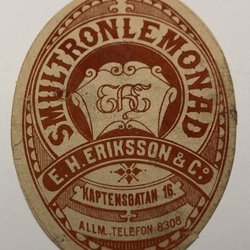 SMULTRONLEMONAD
EHE
E. H. ERIKSSON & Co.
KAPTENSGATAN 16.
ALLM. TELEFON 8308